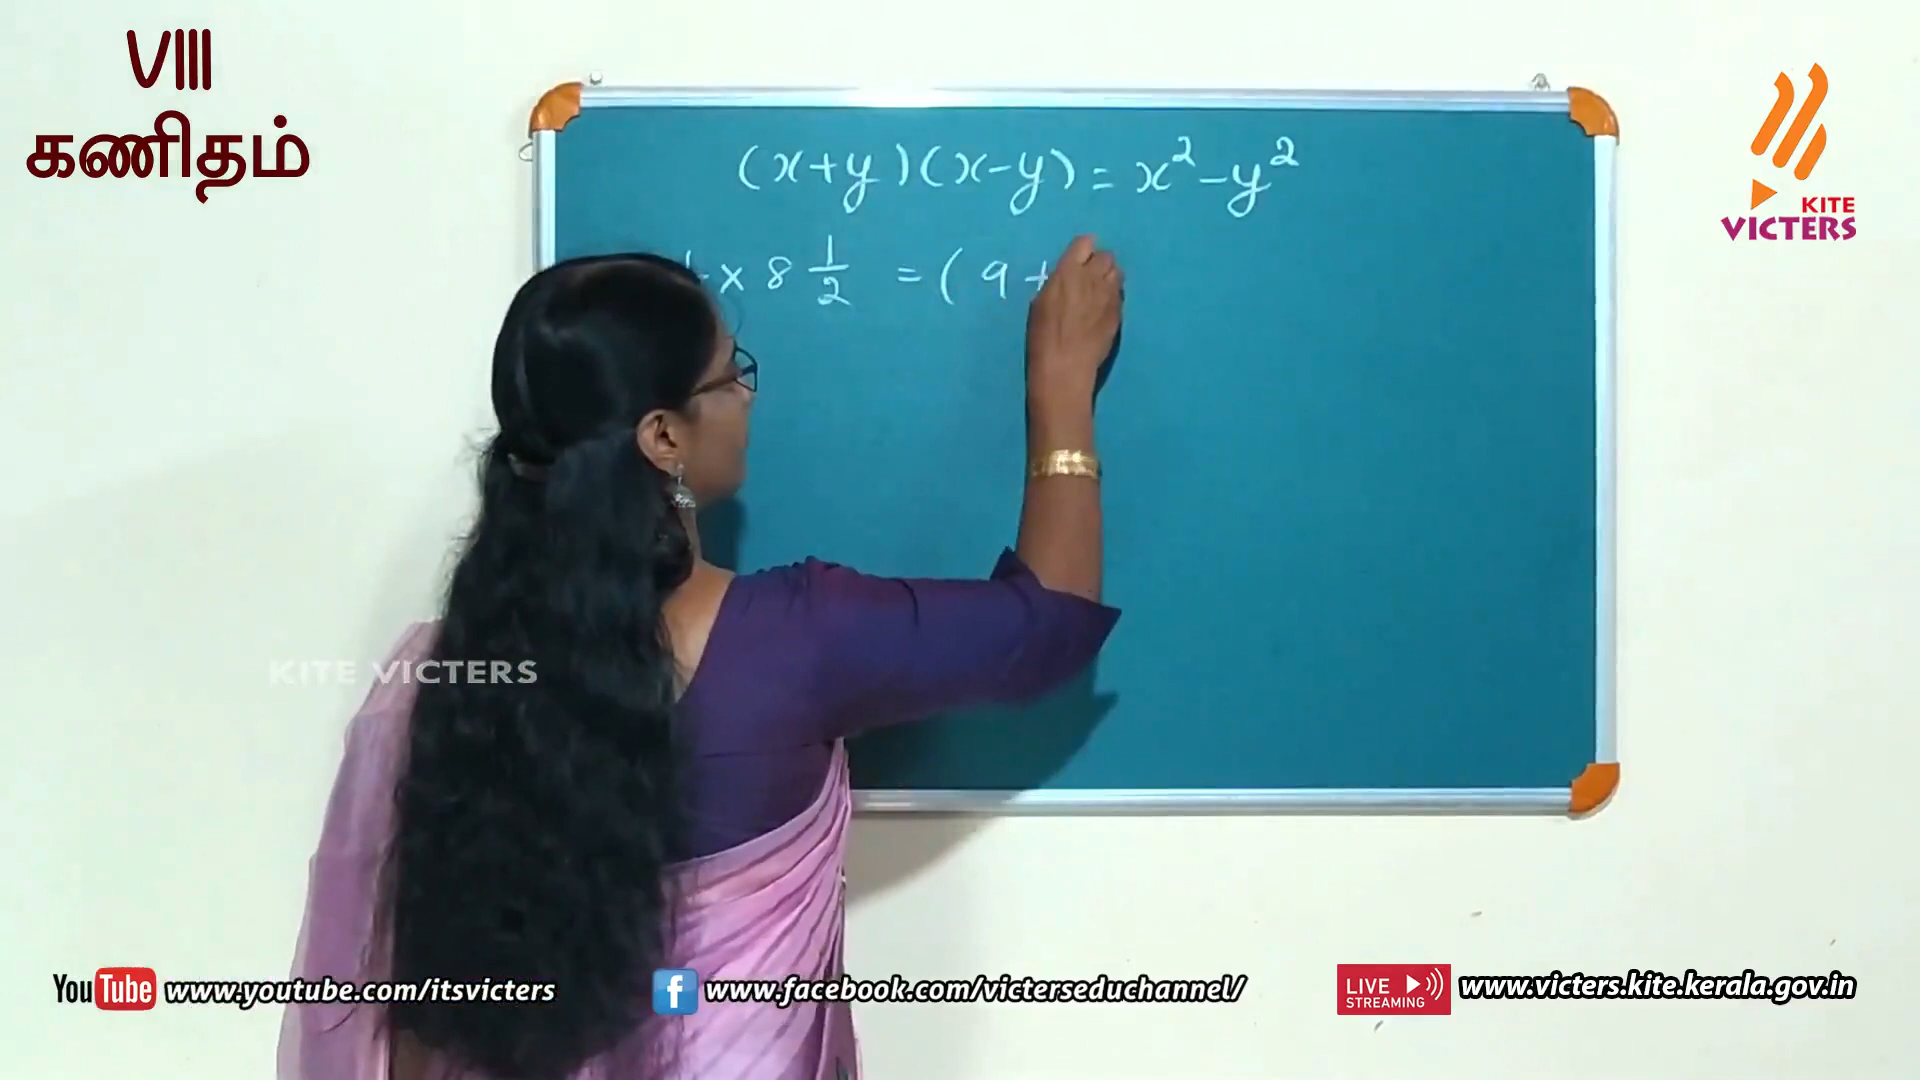 VIII
கணிதம்
(x+y)(x-y) = x² - y²
x 8 1/2 = ( 9 +
KITE
VICTERS
KITE VICTERS
YouTube www.youtube.com/itsvicters
f www.facebook.com/victerseduchannel/
LIVE STREAMING www.victers.kite.kerala.gov.in